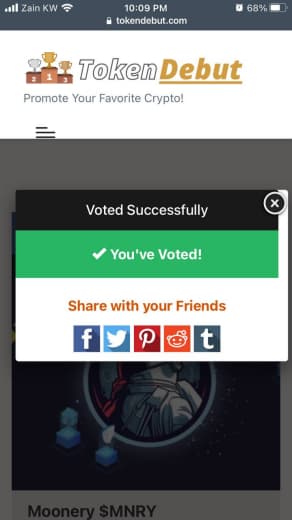 Zain KW 10:09 PM 68%
tokendebut.com
1 2 3
TokenDebut
Promote Your Favorite Crypto!
Voted Successfully
You've Voted!
Share with your Friends
Moonery $MNRY